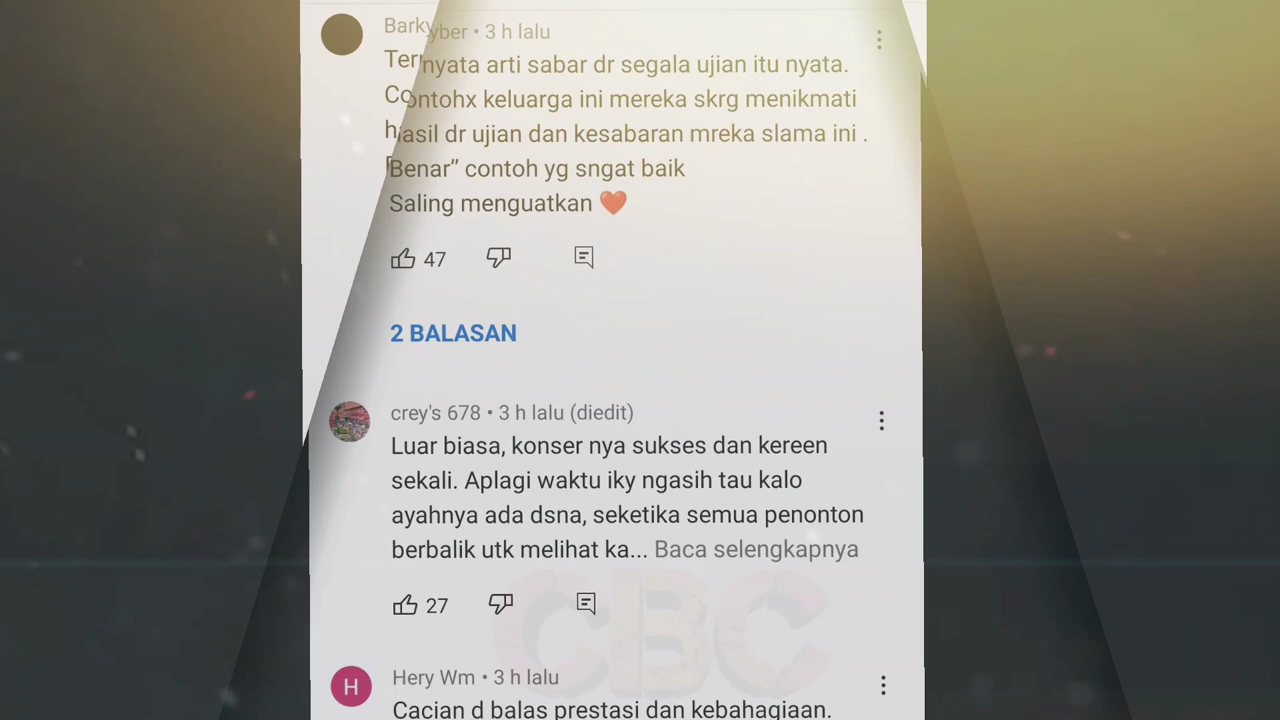 Barkyyber • 3 h lalu
Ternyata arti sabar dr segala ujian itu nyata.
Contohx keluarga ini mereka skrg menikmati
hasil dr ujian dan kesabaran mreka slama ini .
Benar” contoh yg sngat baik
Saling menguatkan ❤️
47
2 BALASAN
crey's 678 • 3 h lalu (diedit)
Luar biasa, konser nya sukses dan kereen
sekali. Aplagi waktu iky ngasih tau kalo
ayahnya ada dsna, seketika semua penonton
berbalik utk melihat ka... Baca selengkapnya
27
CBC
H
Hery Wm • 3 h lalu
Cacian d balas prestasi dan kebahagiaan.